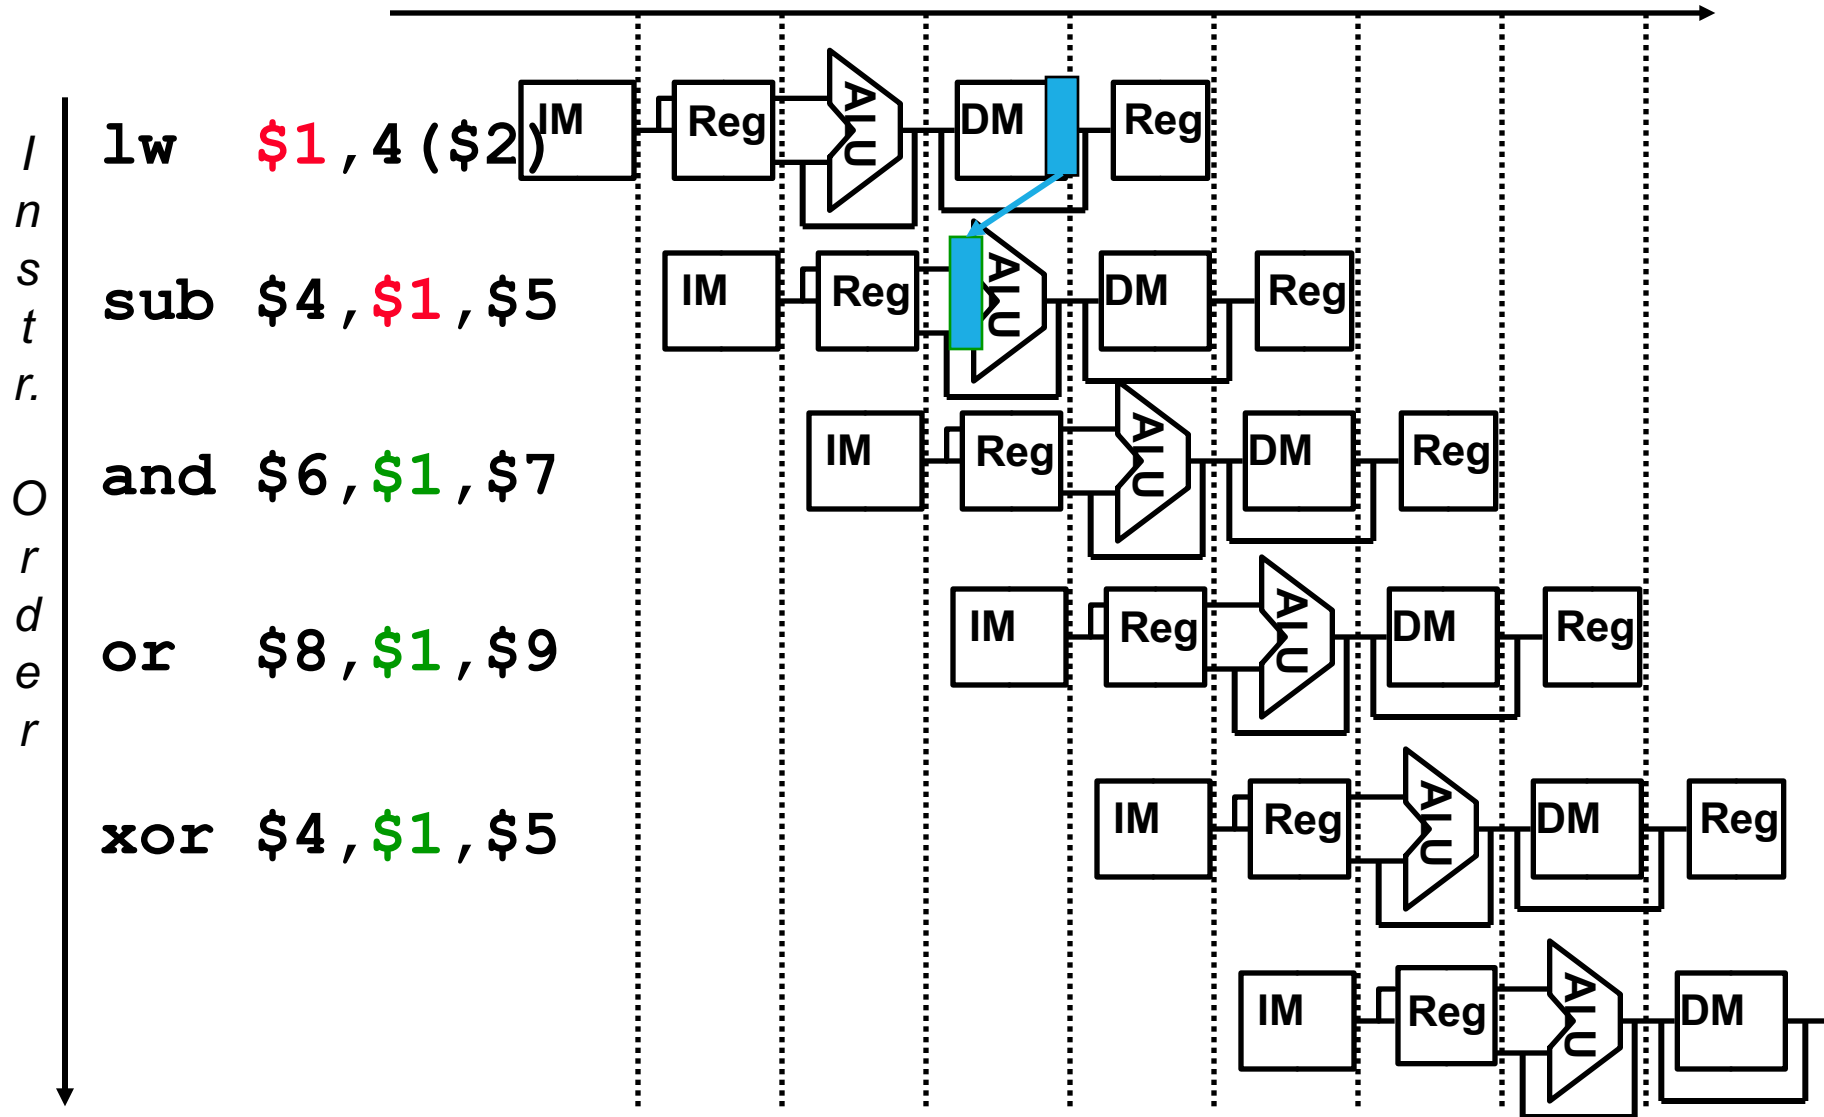 Instr. Order
lw $1,4($2) IM Reg ALU DM Reg
sub $4,$1,$5 IM Reg ALU DM Reg
and $6,$1,$7 IM Reg ALU DM Reg
or $8,$1,$9 IM Reg ALU DM Reg
xor $4,$1,$5 IM Reg ALU DM Reg
IM Reg ALU DM